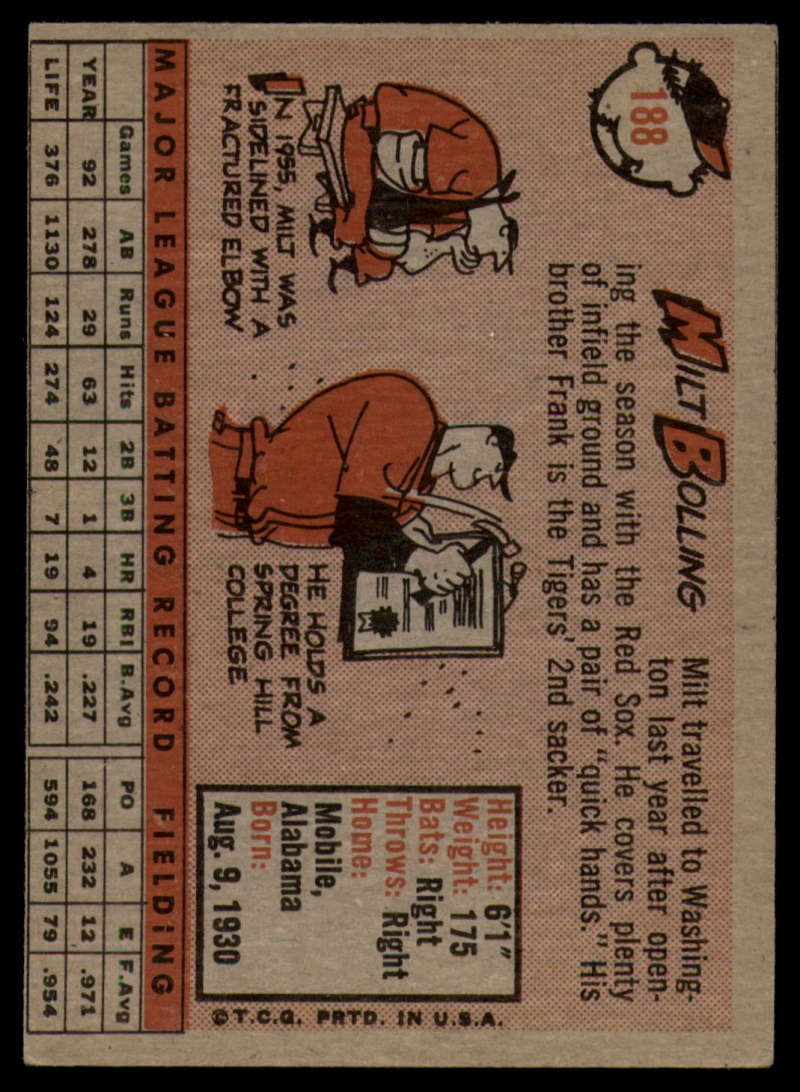 188
MILT BOLLING
Milt travelled to Washing-
ton last year after open-
ing the season with the Red Sox. He covers plenty
of infield ground and has a pair of "quick hands." His
brother Frank is the Tigers' 2nd sacker.
IN 1955, MILT WAS
SIDELINED WITH A
FRACTURED ELBOW
HE HOLDS A
DEGREE FROM
SPRING HILL
COLLEGE
Height: 6'1"
Weight: 175
Bats: Right
Throws: Right
Home:
Mobile,
Alabama
Born:
Aug. 9, 1930
©T.C.G. PRTD. IN U.S.A.
MAJOR LEAGUE BATTING RECORD FIELDING
Games AB Runs Hits 2B 3B HR RBI B.Avg PO A E F.Avg
YEAR 92 278 29 63 12 1 4 19 .227 168 232 12 .971
LIFE 376 1130 124 274 48 7 19 94 .242 594 1055 79 .954